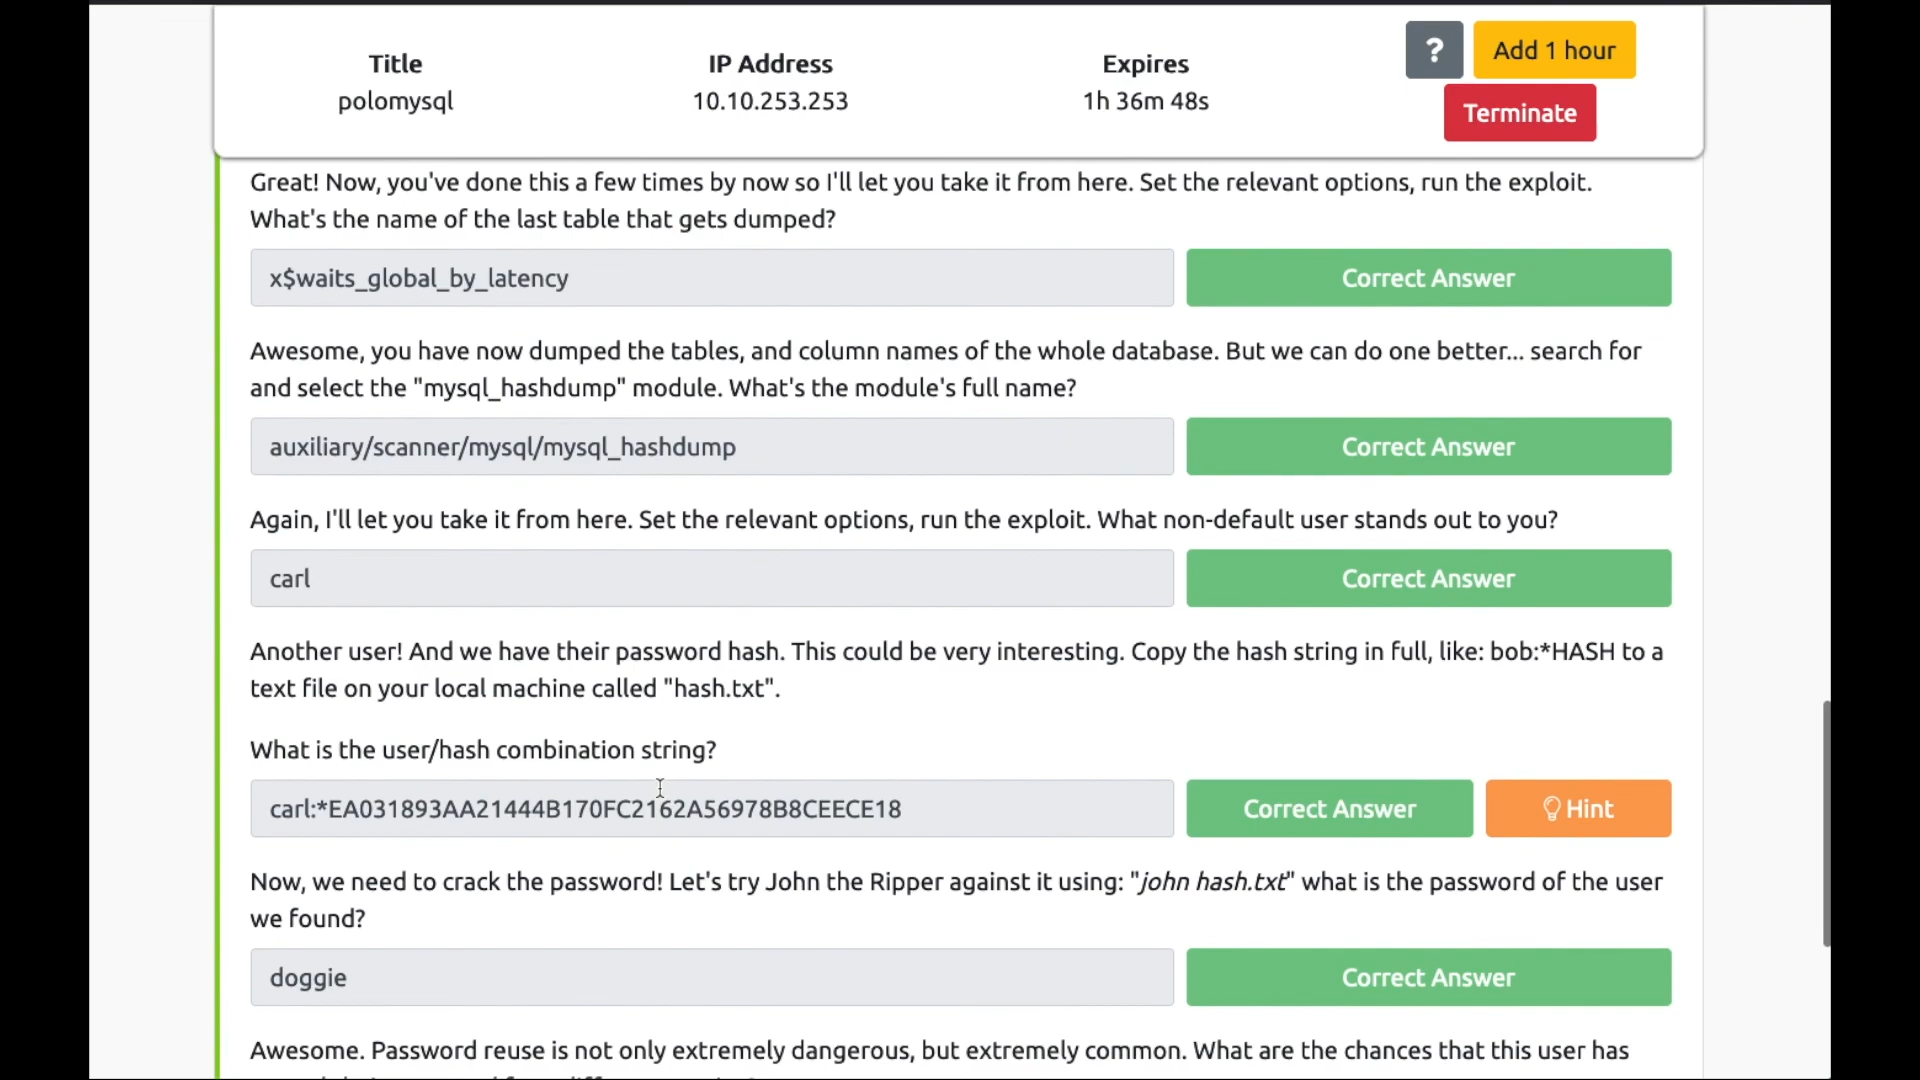 Title
polomysql
IP Address
10.10.253.253
Expires
1h 36m 48s
?
Add 1 hour
Terminate
Great! Now, you've done this a few times by now so I'll let you take it from here. Set the relevant options, run the exploit.
What's the name of the last table that gets dumped?
x$waits_global_by_latency
Correct Answer
Awesome, you have now dumped the tables, and column names of the whole database. But we can do one better... search for
and select the "mysql_hashdump" module. What's the module's full name?
auxiliary/scanner/mysql/mysql_hashdump
Correct Answer
Again, I'll let you take it from here. Set the relevant options, run the exploit. What non-default user stands out to you?
carl
Correct Answer
Another user! And we have their password hash. This could be very interesting. Copy the hash string in full, like: bob:*HASH to a
text file on your local machine called "hash.txt".
What is the user/hash combination string?
carl:*EA031893AA21444B170FC2162A56978B8CEECE18
Correct Answer
Hint
Now, we need to crack the password! Let's try John the Ripper against it using: "john hash.txt" what is the password of the user
we found?
doggie
Correct Answer
Awesome. Password reuse is not only extremely dangerous, but extremely common. What are the chances that this user has